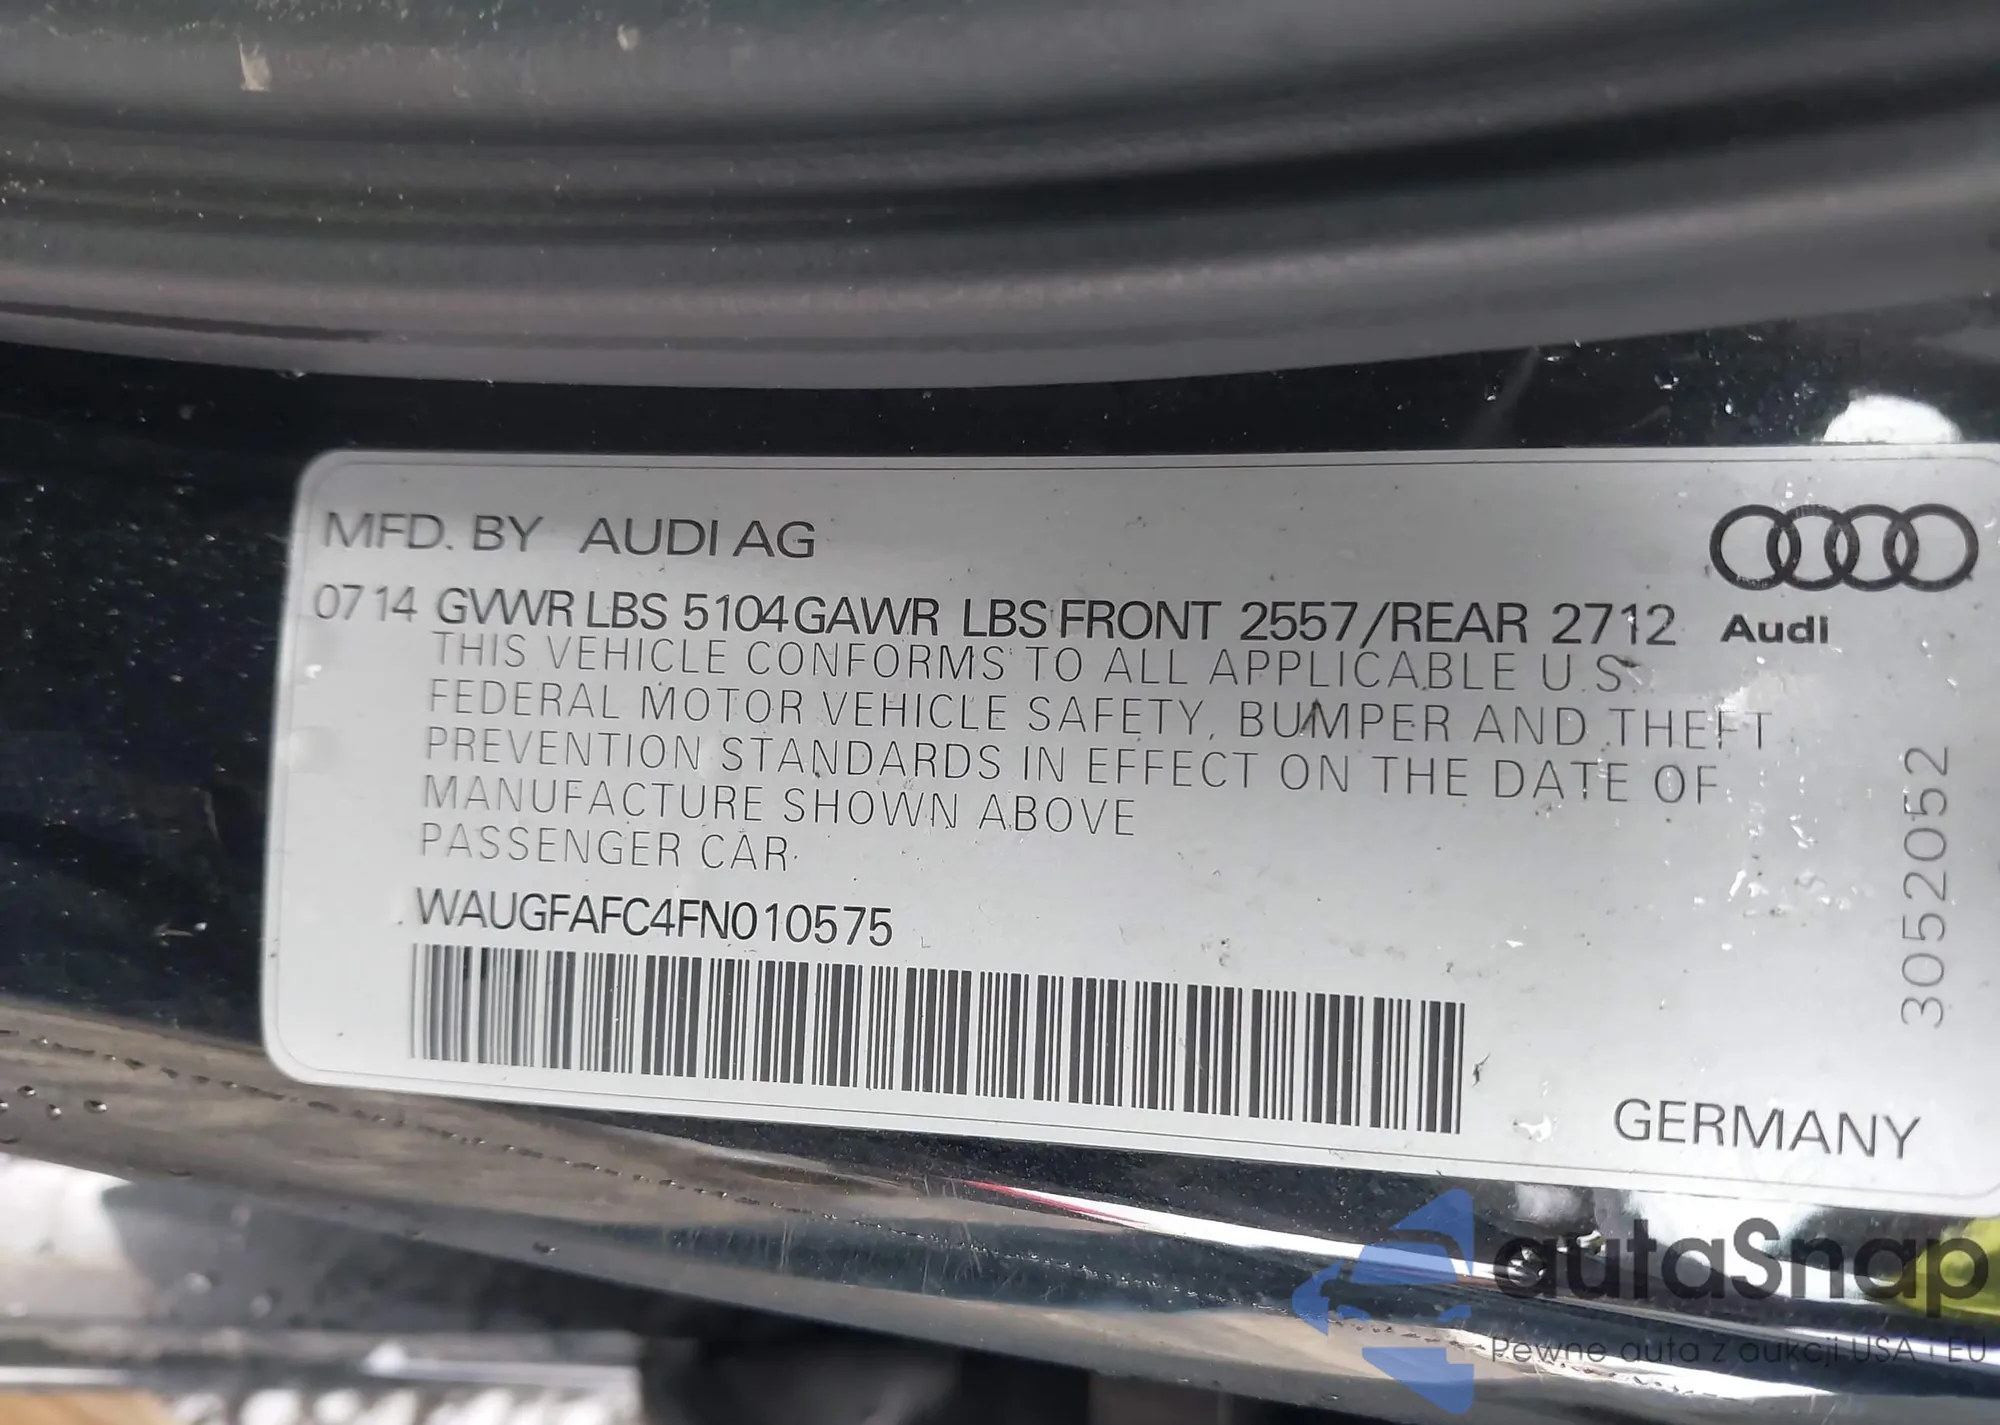 MFD. BY AUDI AG
0714 GVWR LBS 5104 GAWR LBS FRONT 2557/REAR 2712
Audi
THIS VEHICLE CONFORMS TO ALL APPLICABLE U.S.
FEDERAL MOTOR VEHICLE SAFETY, BUMPER AND THEFT
PREVENTION STANDARDS IN EFFECT ON THE DATE OF
MANUFACTURE SHOWN ABOVE
PASSENGER CAR
WAUGFAFC4FN010575
3052052
GERMANY
autaSnap
Pewne auta z aukcji USA i EU